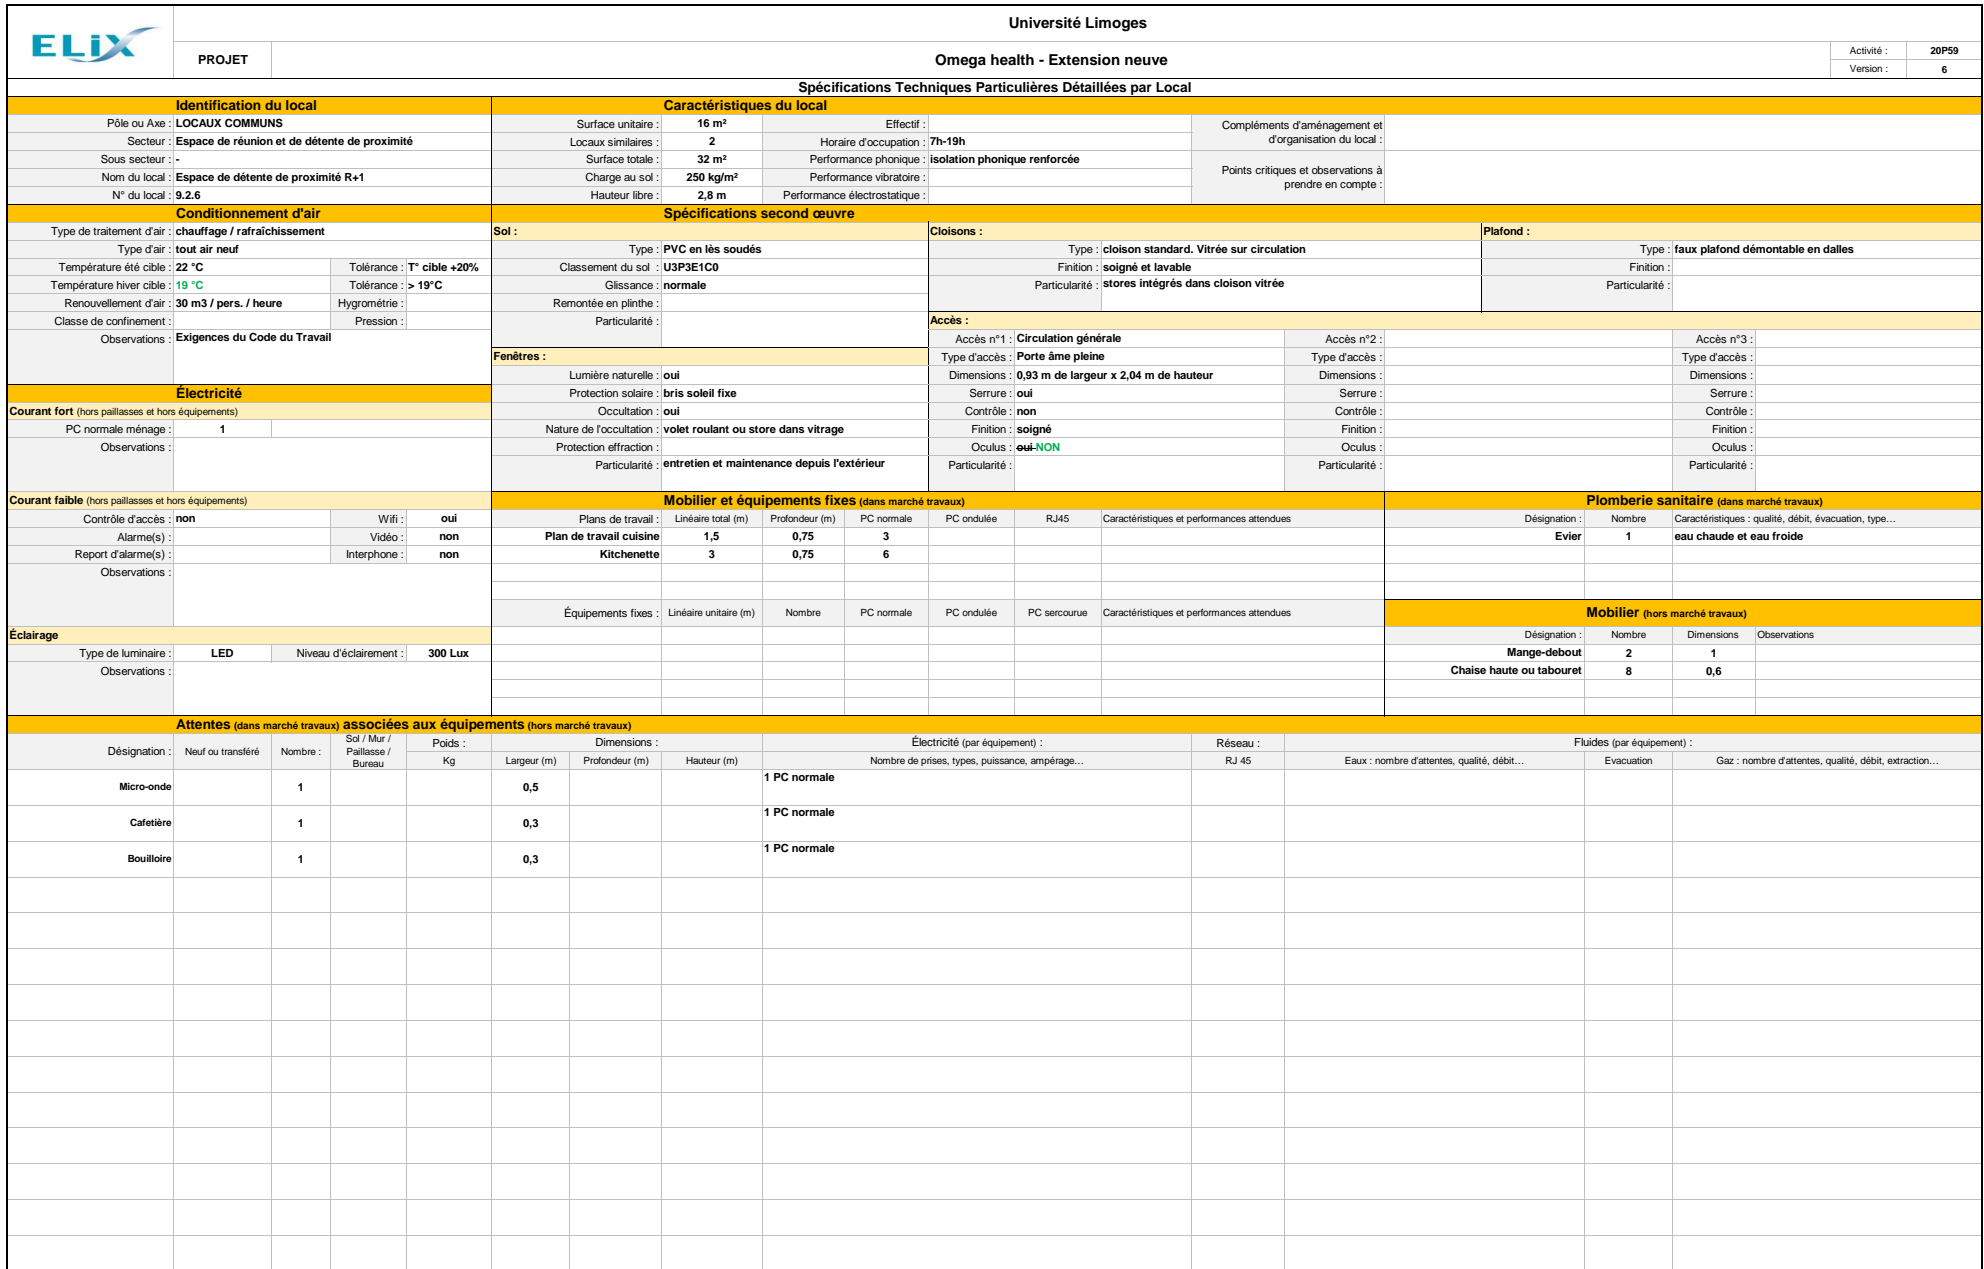 ELiX
Université Limoges
PROJET
Omega health - Extension neuve
Activité : 20P59
Version : 6
Spécifications Techniques Particulières Détaillées par Local
Identification du local
Pôle ou Axe : LOCAUX COMMUNS
Secteur : Espace de réunion et de détente de proximité
Sous secteur : -
Nom du local : Espace de détente de proximité R+1
N° du local : 9.2.6
Caractéristiques du local
Surface unitaire : 16 m²
Locaux similaires : 2
Surface totale : 32 m²
Charge au sol : 250 kg/m²
Hauteur libre : 2,8 m
Effectif :
Horaire d'occupation : 7h-19h
Performance phonique : isolation phonique renforcée
Performance vibratoire :
Performance électrostatique :
Compléments d'aménagement et
d'organisation du local :
Points critiques et observations à
prendre en compte :
Conditionnement d'air
Type de traitement d'air : chauffage / rafraîchissement
Type d'air : tout air neuf
Température été cible : 22 °C Tolérance : T° cible +20%
Température hiver cible : 19 °C Tolérance : > 19°C
Renouvellement d'air : 30 m3 / pers. / heure Hygrométrie :
Classe de confinement : Pression :
Observations : Exigences du Code du Travail
Spécifications second œuvre
Sol :
Type : PVC en lès soudés
Classement du sol : U3P3E1C0
Glissance : normale
Remontée en plinthe :
Particularité :
Cloisons :
Type : cloison standard. Vitrée sur circulation
Finition : soigné et lavable
Particularité : stores intégrés dans cloison vitrée
Plafond :
Type : faux plafond démontable en dalles
Finition :
Particularité :
Fenêtres :
Lumière naturelle : oui
Protection solaire : bris soleil fixe
Occultation : oui
Nature de l'occultation : volet roulant ou store dans vitrage
Protection effraction :
Particularité : entretien et maintenance depuis l'extérieur
Accès :
Accès n°1 : Circulation générale
Type d'accès : Porte âme pleine
Dimensions : 0,93 m de largeur x 2,04 m de hauteur
Serrure : oui
Contrôle : non
Finition : soigné
Oculus : oui NON
Particularité :
Accès n°2 :
Type d'accès :
Dimensions :
Serrure :
Contrôle :
Finition :
Oculus :
Particularité :
Accès n°3 :
Type d'accès :
Dimensions :
Serrure :
Contrôle :
Finition :
Oculus :
Particularité :
Électricité
Courant fort (hors paillasses et hors équipements)
PC normale ménage : 1
Observations :
Courant faible (hors paillasses et hors équipements)
Contrôle d'accès : non Wifi : oui
Alarme(s) : Vidéo : non
Report d'alarme(s) : Interphone : non
Observations :
Éclairage
Type de luminaire : LED Niveau d'éclairement : 300 Lux
Observations :
Mobilier et équipements fixes (dans marché travaux)
Plans de travail : Linéaire total (m) Profondeur (m) PC normale PC ondulée RJ45 Caractéristiques et performances attendues
Plan de travail cuisine 1,5 0,75 3
Kitchenette 3 0,75 6
Équipements fixes : Linéaire unitaire (m) Nombre PC normale PC ondulée PC sercourue Caractéristiques et performances attendues
Plomberie sanitaire (dans marché travaux)
Désignation : Nombre Caractéristiques : qualité, débit, évacuation, type…
Evier 1 eau chaude et eau froide
Mobilier (hors marché travaux)
Désignation : Nombre Dimensions Observations
Mange-debout 2 1
Chaise haute ou tabouret 8 0,6
Attentes (dans marché travaux) associées aux équipements (hors marché travaux)
Désignation : Neuf ou transféré Nombre :
Sol / Mur /
Paillasse /
Bureau
Poids : Dimensions : Électricité (par équipement) : Réseau : Fluides (par équipement) :
Kg Largeur (m) Profondeur (m) Hauteur (m) Nombre de prises, types, puissance, ampérage… RJ 45 Eaux : nombre d'attentes, qualité, débit… Evacuation Gaz : nombre d'attentes, qualité, débit, extraction…
Micro-onde 1 0,5 1 PC normale
Cafetière 1 0,3 1 PC normale
Bouilloire 1 0,3 1 PC normale